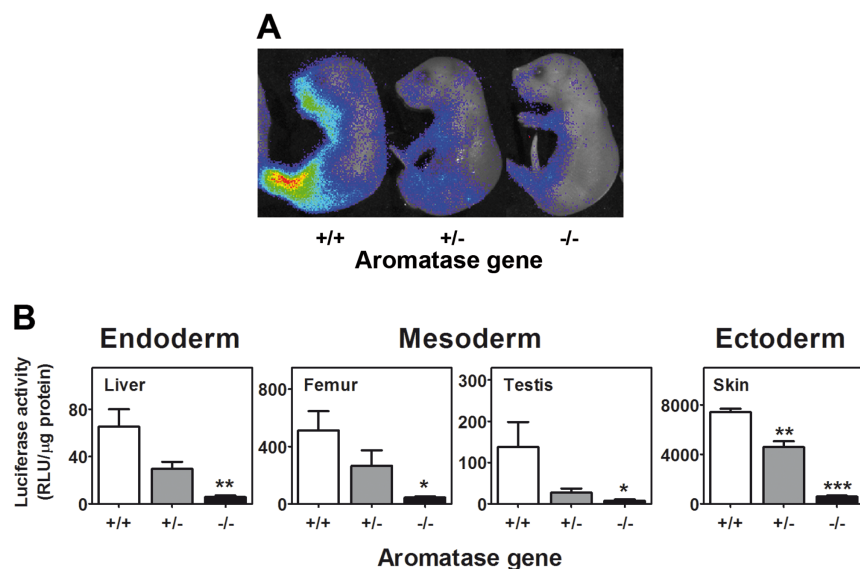 A
+/+ +/- -/-
Aromatase gene
B
Endoderm Mesoderm Ectoderm
Luciferase activity
(RLU/µg protein)
Liver
80
40
0
**
+/+ +/- -/-
Femur
800
400
0
*
+/+ +/- -/-
Testis
300
200
100
0
*
+/+ +/- -/-
Skin
8000
4000
0
**
***
+/+ +/- -/-
Aromatase gene